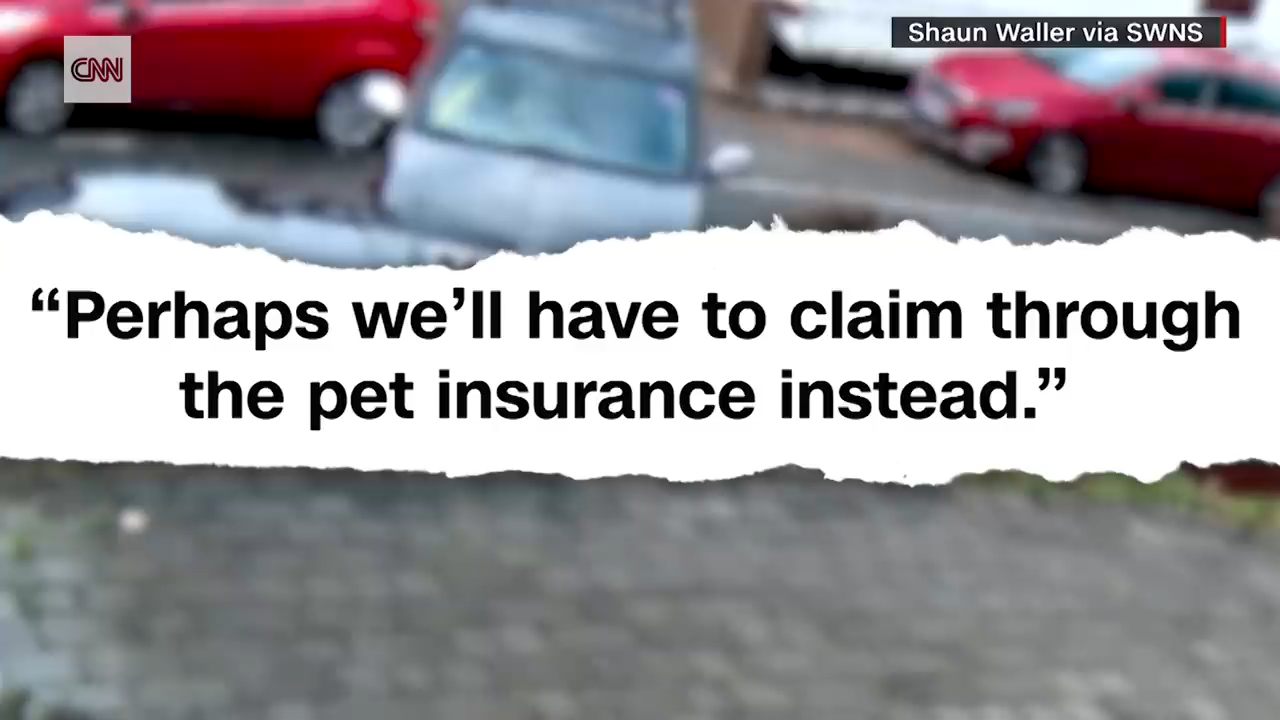 Shaun Waller via SWNS
CNN
“Perhaps we’ll have to claim through
the pet insurance instead.”